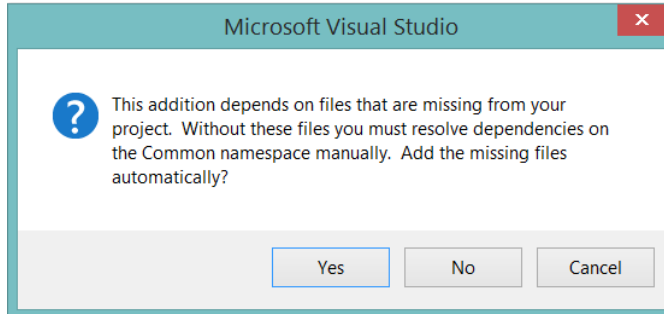 Microsoft Visual Studio
This addition depends on files that are missing from your
project. Without these files you must resolve dependencies on
the Common namespace manually. Add the missing files
automatically?
Yes No Cancel